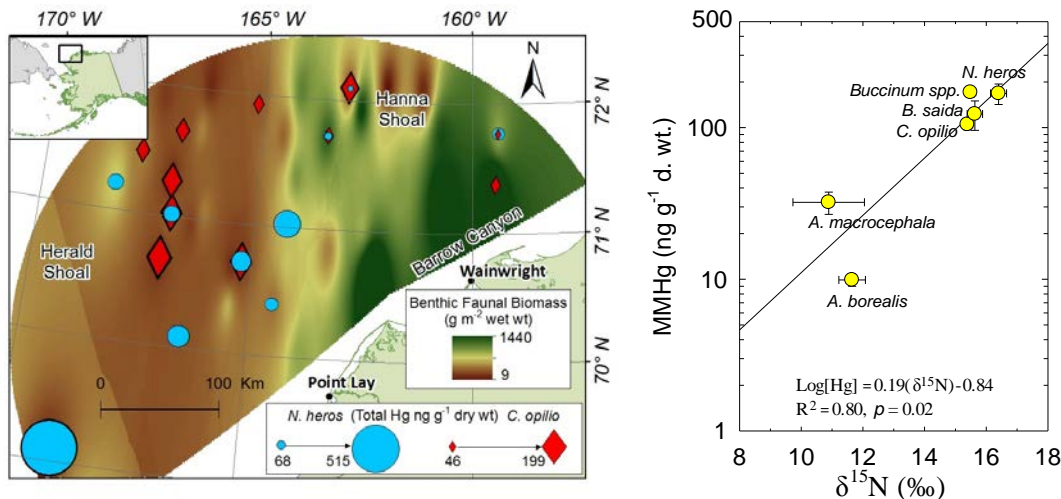 170° W
165° W
160° W
N
Hanna
Shoal
72° N
71° N
70° N
Herald
Shoal
Barrow Canyon
Wainwright
Benthic Faunal Biomass
(g m⁻² wet wt)
1440
9
0
100 Km
Point Lay
N. heros (Total Hg ng g⁻¹ dry wt) C. opilio
68
515
46
199
500
100
10
1
MMHg (ng g⁻¹ d. wt.)
N. heros
Buccinum spp.
B. saida
C. opilio
A. macrocephala
A. borealis
Log[Hg] = 0.19(δ¹⁵N) - 0.84
R² = 0.80, p = 0.02
8
10
12
14
16
18
δ¹⁵N (‰)